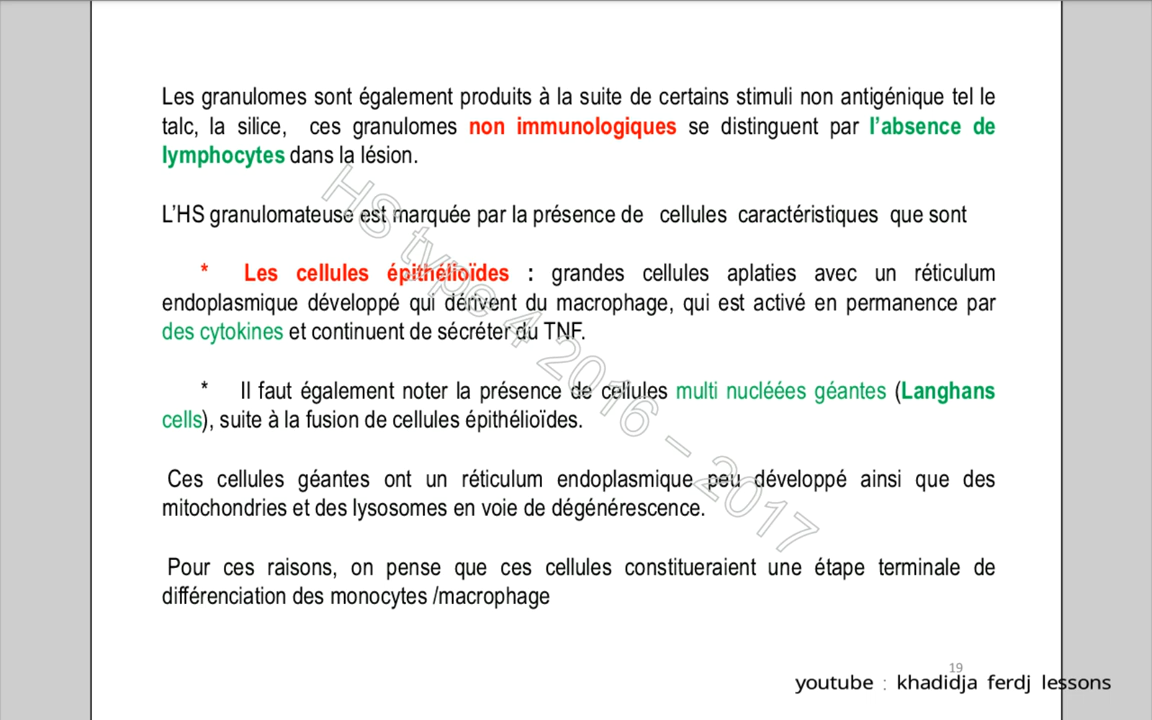 Les granulomes sont également produits à la suite de certains stimuli non antigénique tel le
talc, la silice, ces granulomes non immunologiques se distinguent par l'absence de
lymphocytes dans la lésion.
L'HS granulomateuse est marquée par la présence de cellules caractéristiques que sont
* Les cellules épithélioïdes : grandes cellules aplaties avec un réticulum
endoplasmique développé qui dérivent du macrophage, qui est activé en permanence par
des cytokines et continuent de sécréter du TNF.
* Il faut également noter la présence de cellules multi nucléées géantes (Langhans
cells), suite à la fusion de cellules épithélioïdes.
Ces cellules géantes ont un réticulum endoplasmique peu développé ainsi que des
mitochondries et des lysosomes en voie de dégénérescence.
Pour ces raisons, on pense que ces cellules constitueraient une étape terminale de
différenciation des monocytes /macrophage
HS type 4 2016 – 2017
19
youtube : khadidja ferdj lessons